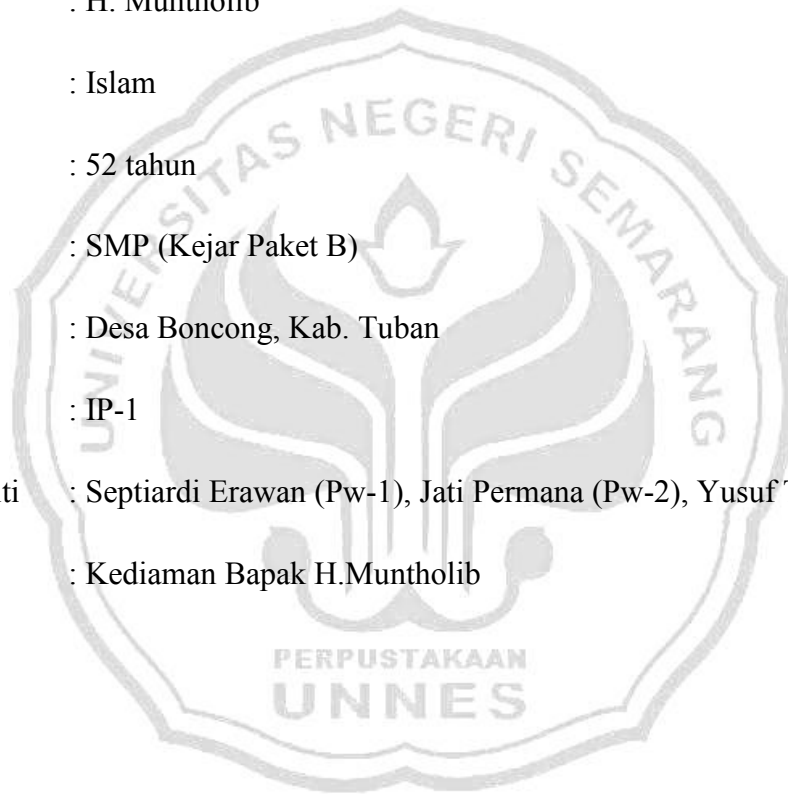 : H. Muntholib
: Islam
: 52 tahun
: SMP (Kejar Paket B)
: Desa Boncong, Kab. Tuban
: IP-1
: Septiardi Erawan (Pw-1), Jati Permana (Pw-2), Yusuf
: Kediaman Bapak H.Muntholib
UNIVERSITAS NEGERI SEMARANG
PERPUSTAKAAN
UNNES